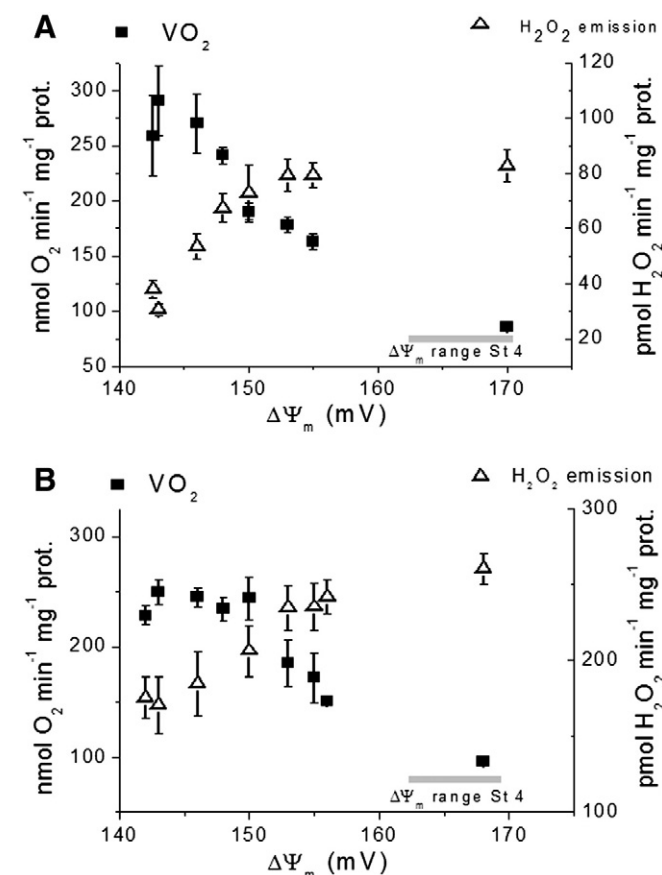 A
■ VO₂
△ H₂O₂ emission
300
250
200
150
100
50
nmol O₂ min⁻¹ mg⁻¹ prot.
120
100
80
60
40
20
pmol H₂O₂ min⁻¹ mg⁻¹ prot.
ΔΨₘ range St 4
140 150 160 170
ΔΨₘ (mV)
B
■ VO₂
△ H₂O₂ emission
300
200
100
nmol O₂ min⁻¹ mg⁻¹ prot.
300
200
100
pmol H₂O₂ min⁻¹ mg⁻¹ prot.
ΔΨₘ range St 4
140 150 160 170
ΔΨₘ (mV)